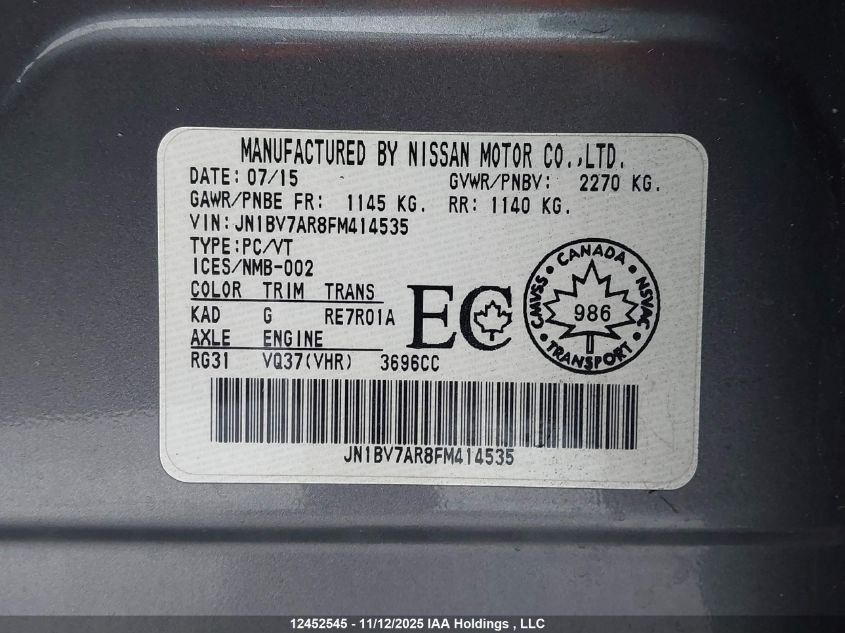 MANUFACTURED BY NISSAN MOTOR CO.,LTD.
DATE: 07/15 GVWR/PNBV: 2270 KG.
GAWR/PNBE FR: 1145 KG. RR: 1140 KG.
VIN: JN1BV7AR8FM414535
TYPE: PC/VT
ICES/NMB-002
COLOR TRIM TRANS
KAD G RE7R01A
AXLE ENGINE
RG31 VQ37(VHR) 3696CC
EC
CANADA
CMVSS 986 NSVAC
TRANSPORT
JN1BV7AR8FM414535
12452545 - 11/12/2025 IAA Holdings , LLC